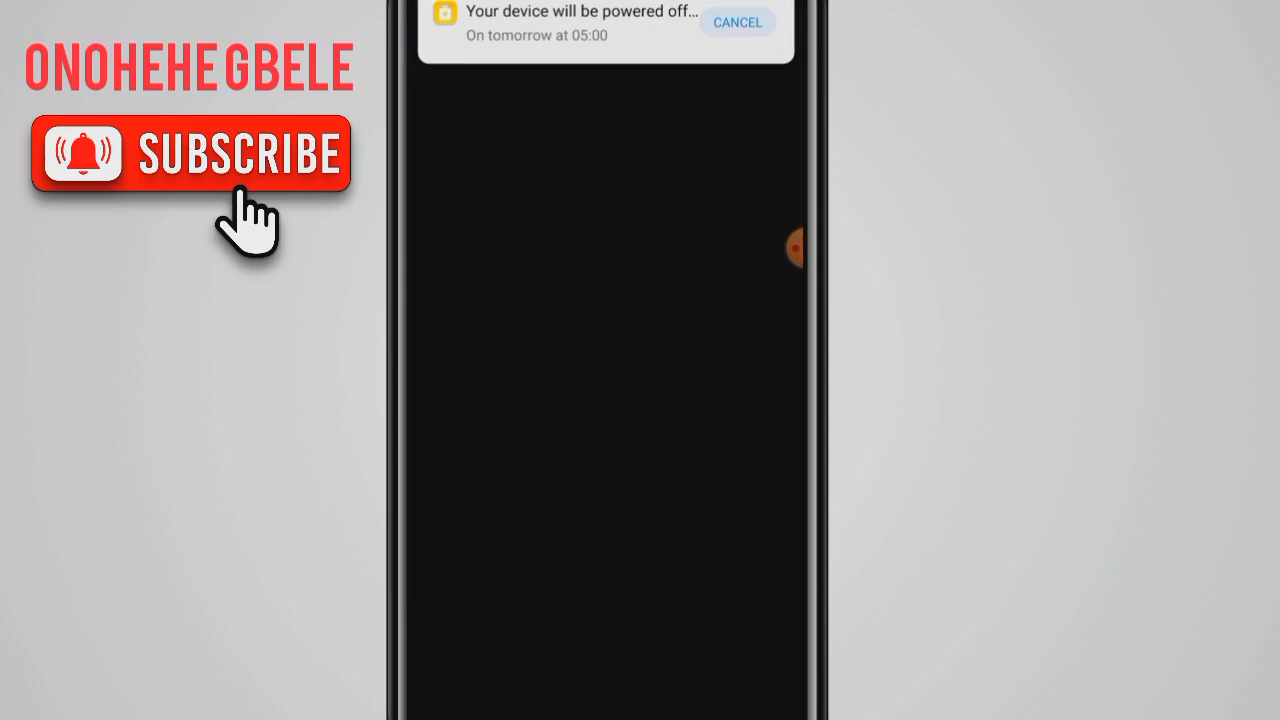 ONOHEHE GBELE
SUBSCRIBE
Your device will be powered off...
CANCEL
On tomorrow at 05:00